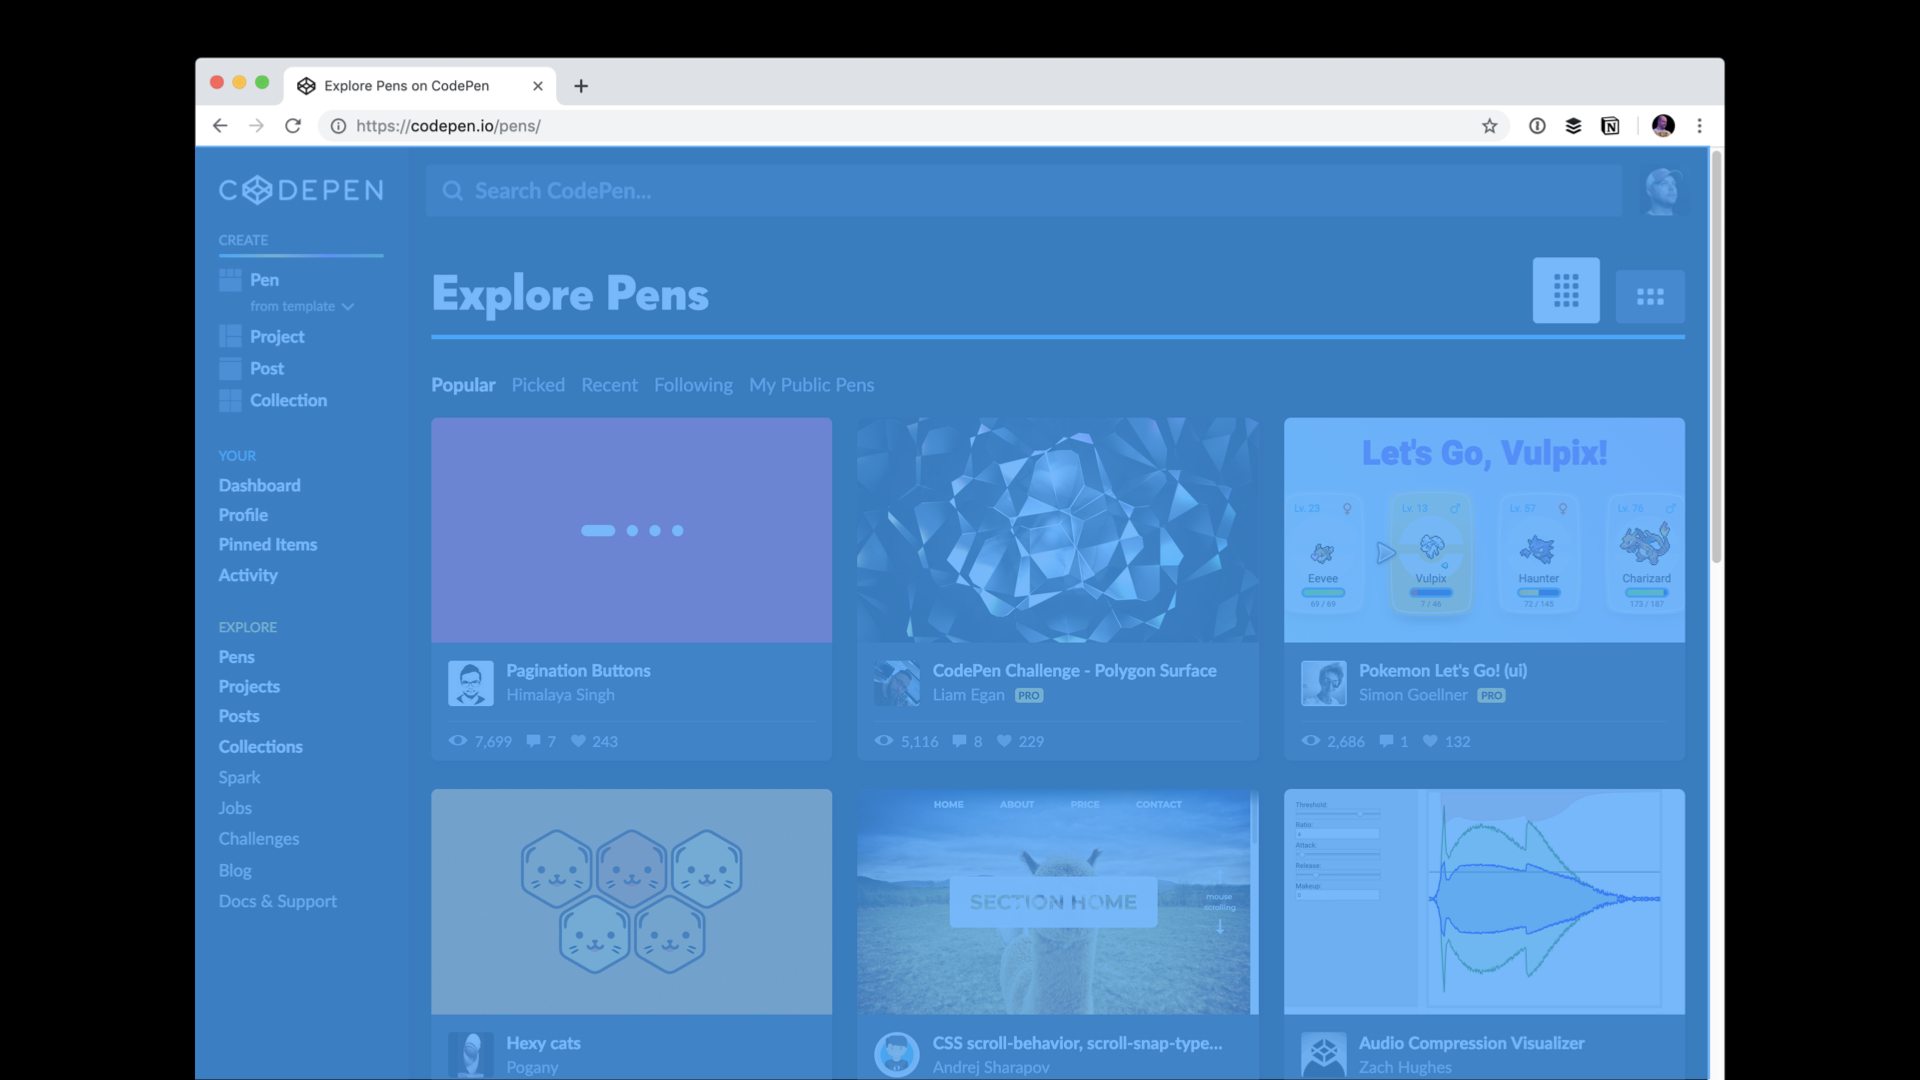 Explore Pens on CodePen
https://codepen.io/pens/
CODEPEN
Search CodePen...
CREATE
Pen
from template
Project
Post
Collection
YOUR
Dashboard
Profile
Pinned Items
Activity
EXPLORE
Pens
Projects
Posts
Collections
Spark
Jobs
Challenges
Blog
Docs & Support
Explore Pens
Popular Picked Recent Following My Public Pens
Pagination Buttons
Himalaya Singh
7,699 7 243
CodePen Challenge - Polygon Surface
Liam Egan PRO
5,116 8 229
Let's Go, Vulpix!
Lv. 23 Lv. 13 Lv. 57 Lv. 76
Eevee Vulpix Haunter Charizard
69 / 69 7 / 46 72 / 145 173 / 187
Pokemon Let's Go! (ui)
Simon Goellner PRO
2,686 1 132
Hexy cats
Pogany
HOME ABOUT PRICE CONTACT
SECTION HOME
mouse
scrolling
CSS scroll-behavior, scroll-snap-type...
Andrej Sharapov
Threshold:
Ratio:
Attack:
Release:
Makeup:
Audio Compression Visualizer
Zach Hughes